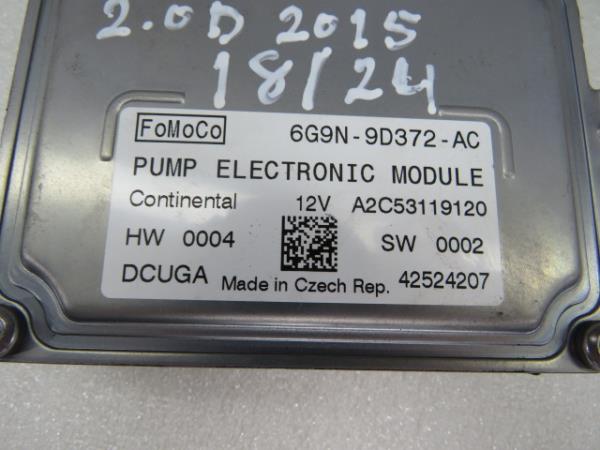 2.0D 2015
18/24
FoMoCo 6G9N-9D372-AC
PUMP ELECTRONIC MODULE
Continental 12V A2C53119120
HW 0004 SW 0002
DCUGA Made in Czech Rep. 42524207